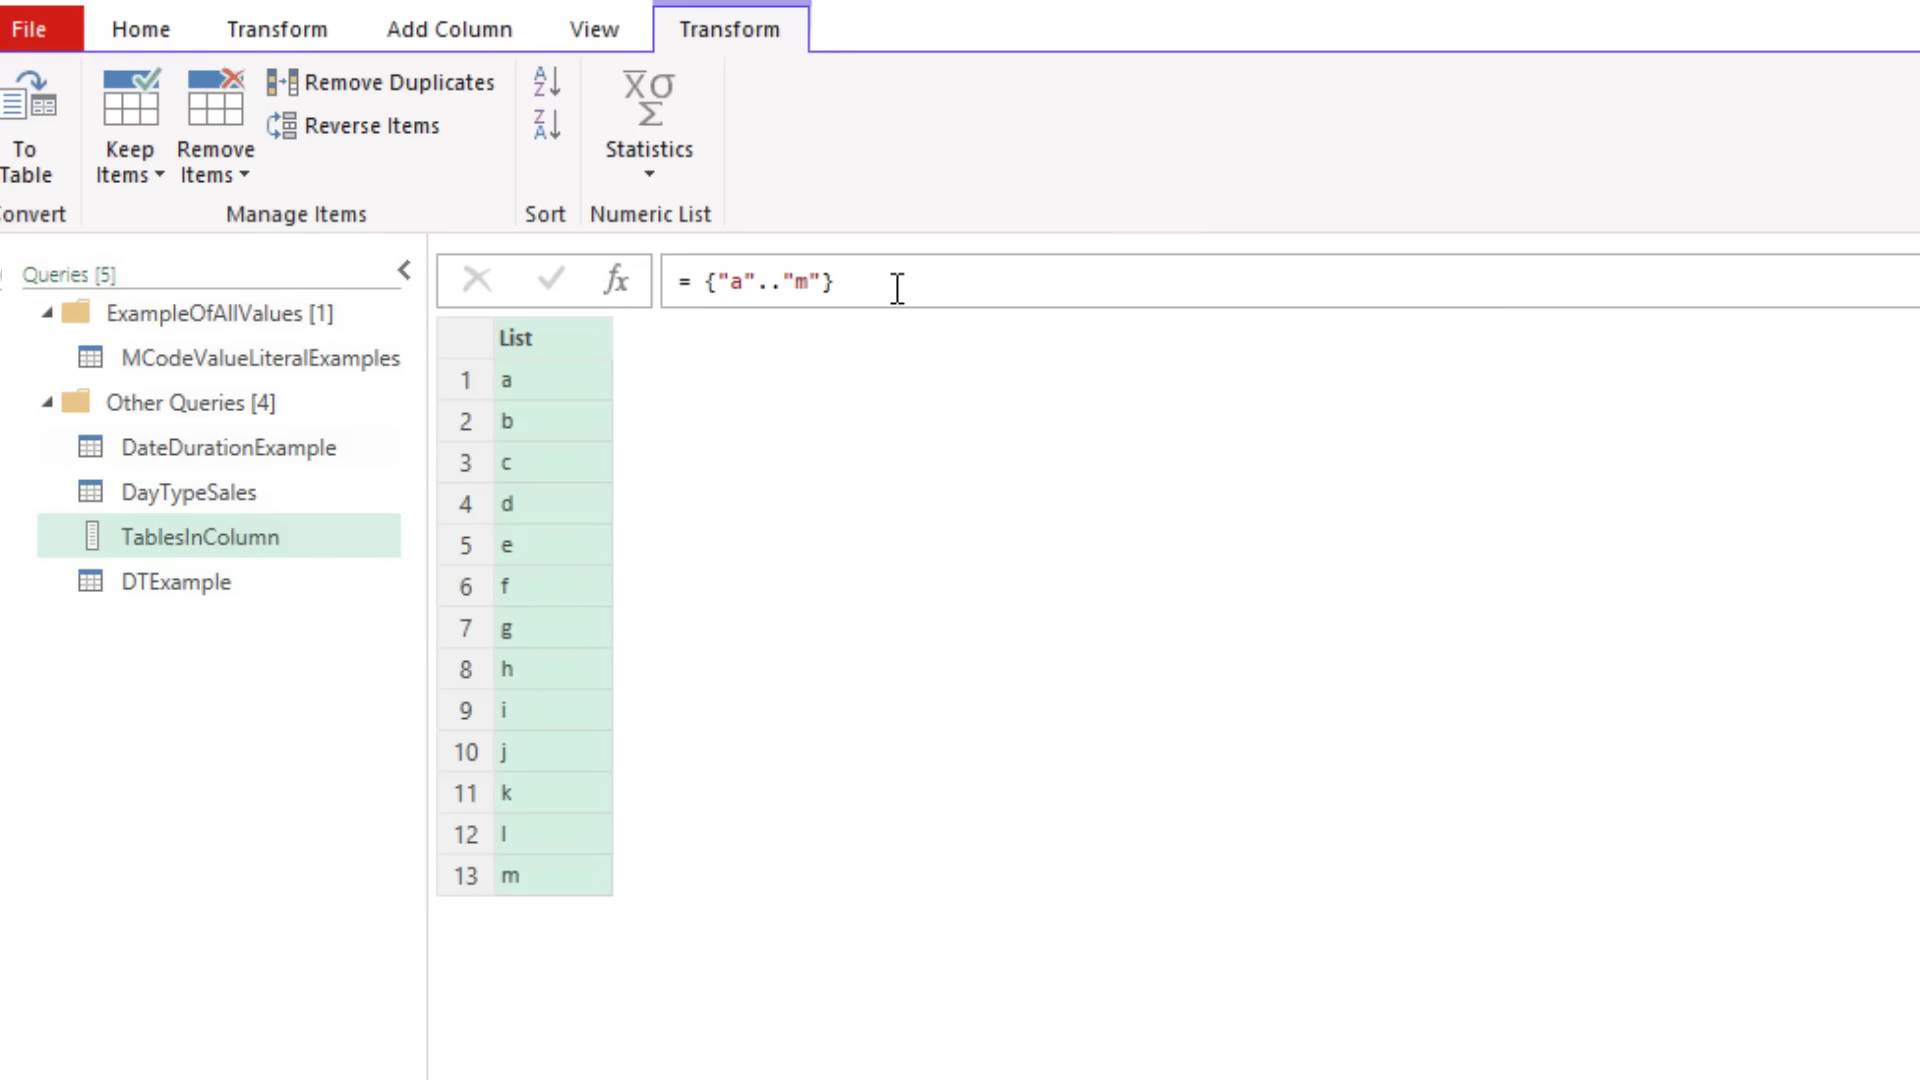 File Home Transform Add Column View Transform
To Table
Keep Items
Remove Items
Remove Duplicates
Reverse Items
Statistics
Manage Items Sort Numeric List
Queries [5]
= {"a".."m"}
ExampleOfAllValues [1]
MCodeValueLiteralExamples
Other Queries [4]
DateDurationExample
DayTypeSales
TablesInColumn
DTExample
List
1 a
2 b
3 c
4 d
5 e
6 f
7 g
8 h
9 i
10 j
11 k
12 l
13 m